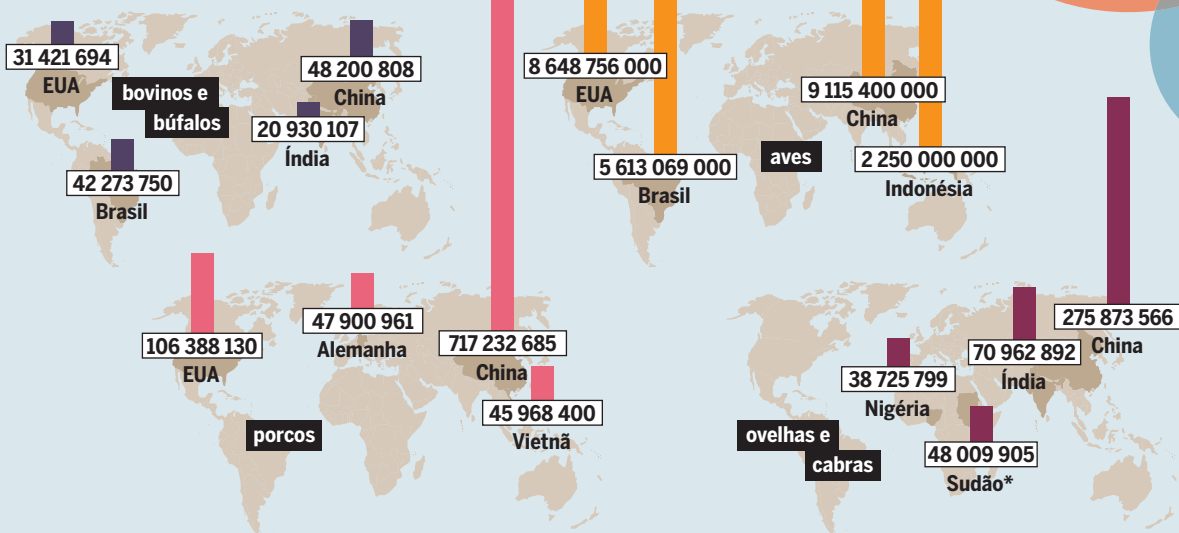 31 421 694
EUA
bovinos e
búfalos
48 200 808
China
20 930 107
Índia
42 273 750
Brasil
8 648 756 000
EUA
9 115 400 000
China
5 613 069 000
Brasil
aves
2 250 000 000
Indonésia
106 388 130
EUA
47 900 961
Alemanha
717 232 685
China
45 968 400
Vietnã
porcos
275 873 566
China
70 962 892
Índia
38 725 799
Nigéria
ovelhas e
cabras
48 009 905
Sudão*